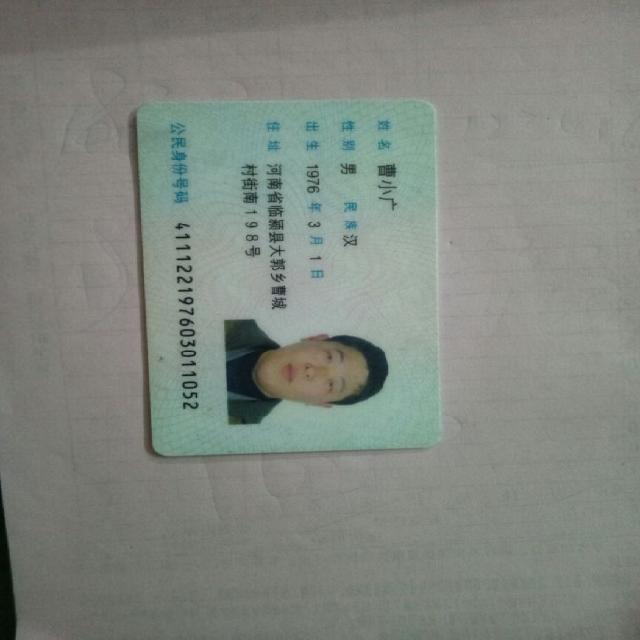 姓名 曹小广
性别 男 民族 汉
出生 1976 年 3 月 1 日
住址 河南省临颍县大郭乡曹城
村街南198号
公民身份号码 411122197603011052